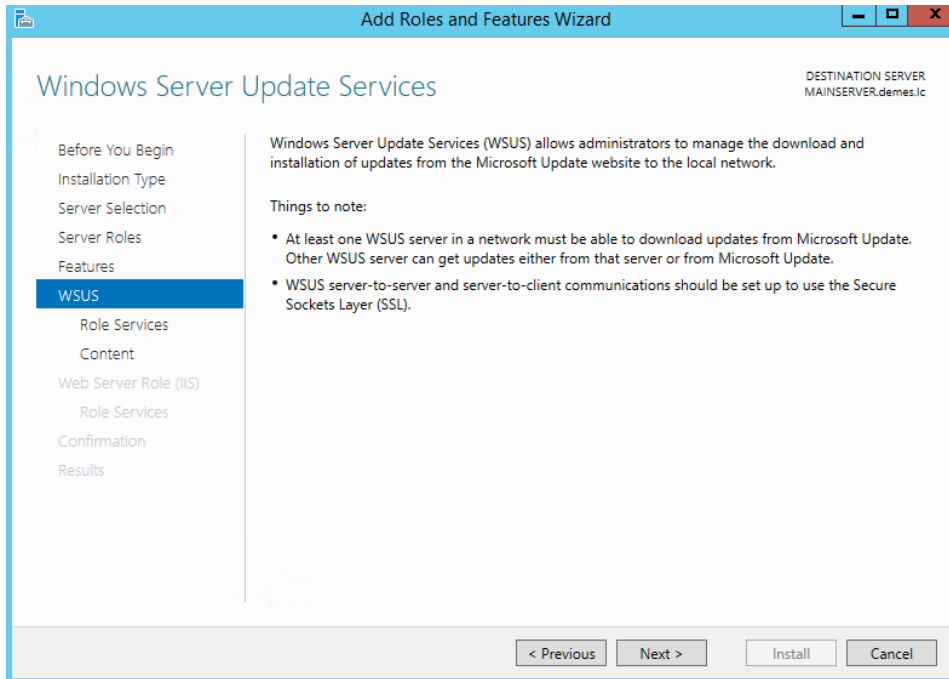 Add Roles and Features Wizard
Windows Server Update Services
DESTINATION SERVER
MAINSERVER.demes.lc
Before You Begin
Installation Type
Server Selection
Server Roles
Features
WSUS
Role Services
Content
Web Server Role (IIS)
Role Services
Confirmation
Results
Windows Server Update Services (WSUS) allows administrators to manage the download and
installation of updates from the Microsoft Update website to the local network.
Things to note:
• At least one WSUS server in a network must be able to download updates from Microsoft Update.
Other WSUS server can get updates either from that server or from Microsoft Update.
• WSUS server-to-server and server-to-client communications should be set up to use the Secure
Sockets Layer (SSL).
< Previous
Next >
Install
Cancel